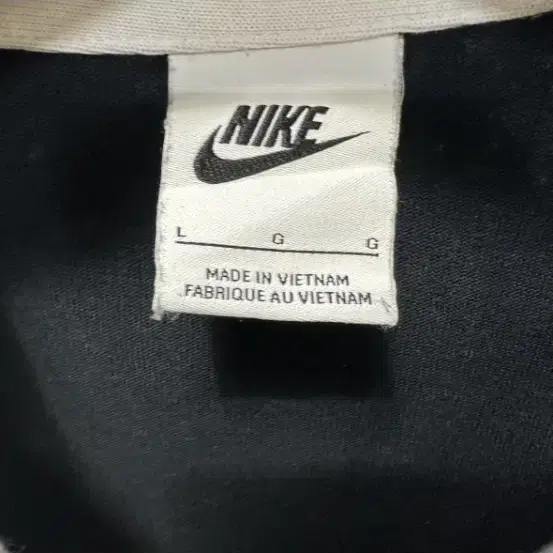 NIKE
L G G
MADE IN VIETNAM
FABRIQUE AU VIETNAM